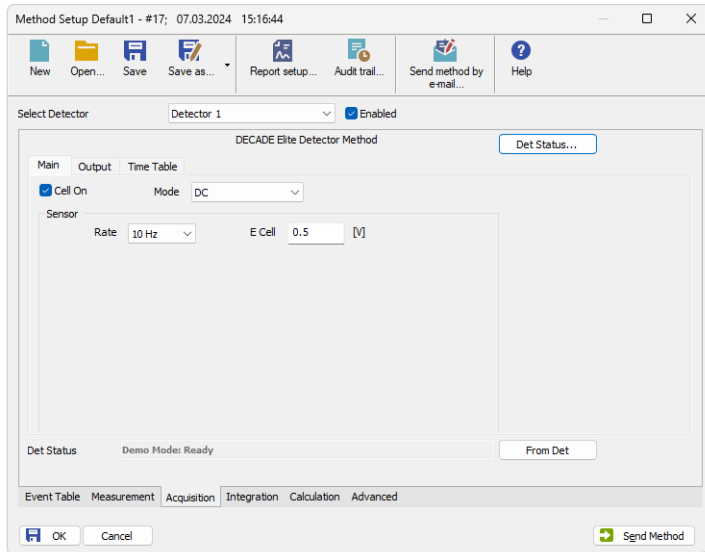 Method Setup Default1 - #17; 07.03.2024 15:16:44
New Open... Save Save as... Report setup... Audit trail... Send method by e-mail... Help
Select Detector Detector 1 Enabled
DECADE Elite Detector Method Det Status...
Main Output Time Table
Cell On Mode DC
Sensor
Rate 10 Hz E Cell 0.5 [V]
Det Status Demo Mode: Ready From Det
Event Table Measurement Acquisition Integration Calculation Advanced
OK Cancel Send Method